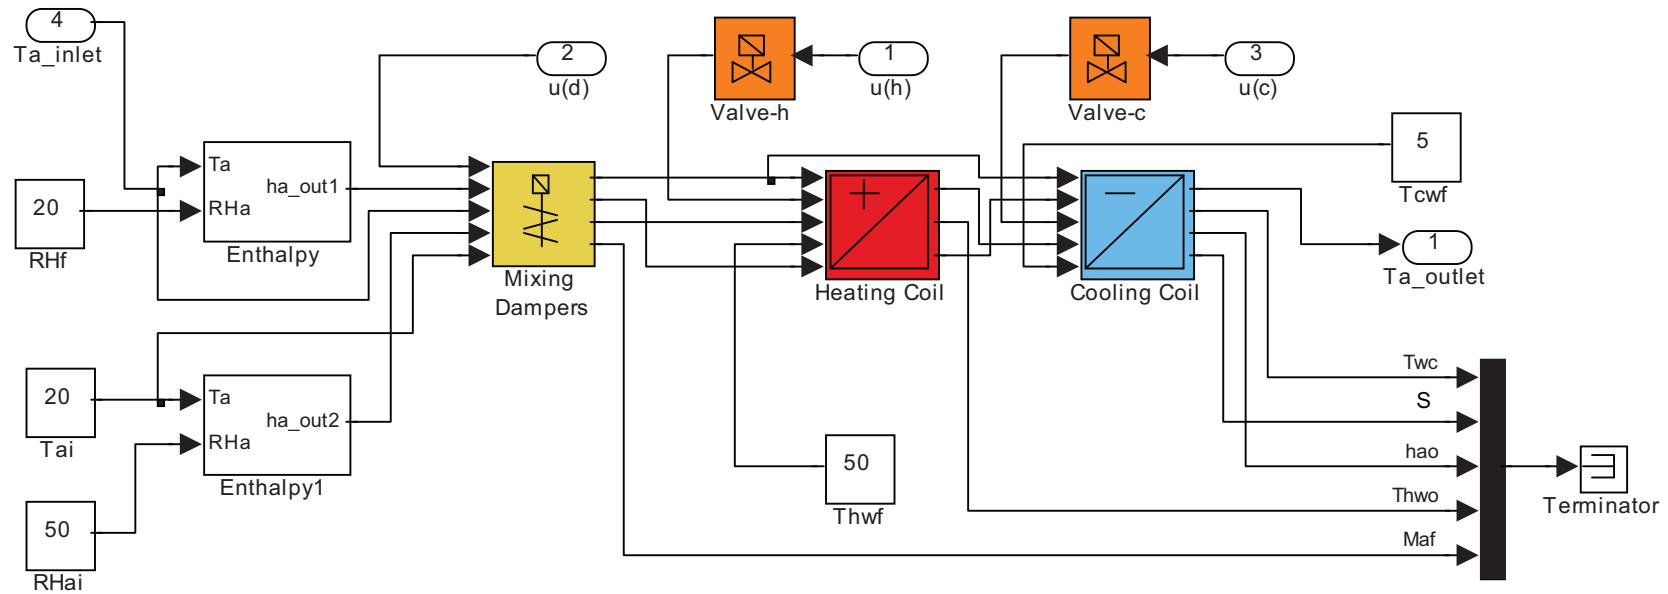 4
Ta_inlet
2
u(d)
Valve-h
1
u(h)
Valve-c
3
u(c)
5
Tcwf
Ta
RHa
ha_out1
Enthalpy
20
RHf
Mixing
Dampers
Heating Coil
Cooling Coil
1
Ta_outlet
20
Tai
Ta
RHa
ha_out2
Enthalpy1
50
RHai
50
Thwf
Twc
S
hao
Thwo
Maf
Terminator